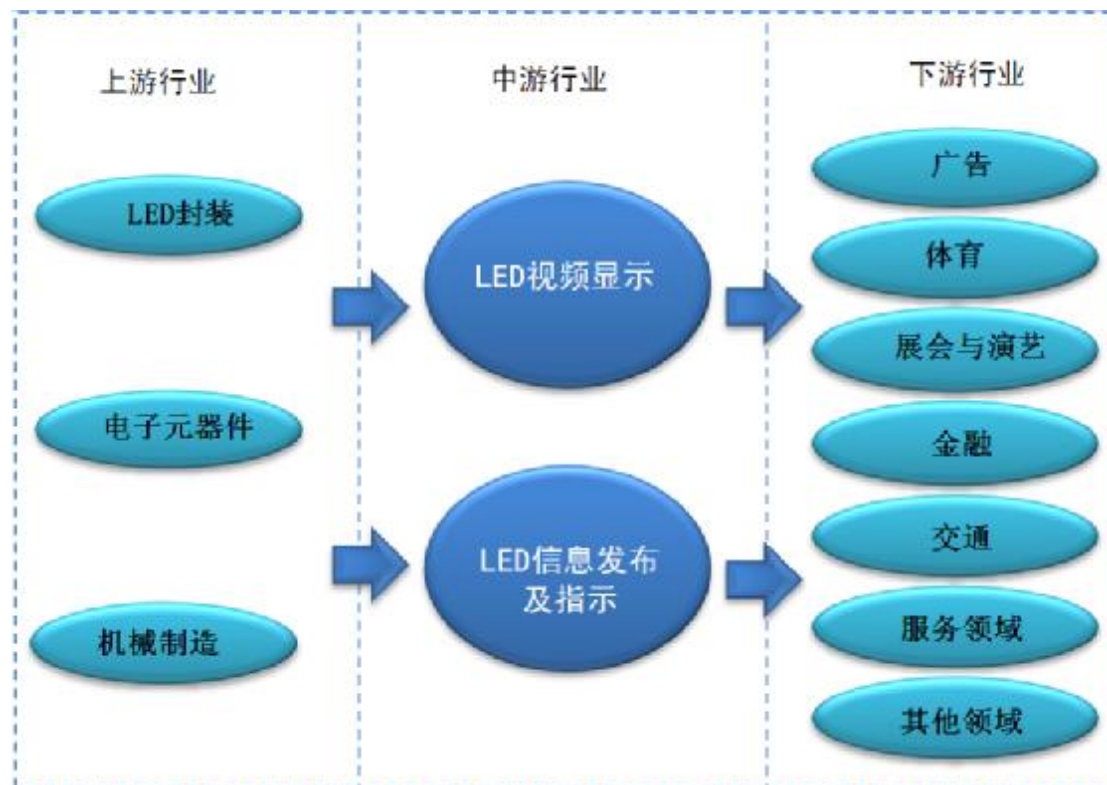 上游行业
LED封装
电子元器件
机械制造
中游行业
LED视频显示
LED信息发布
及指示
下游行业
广告
体育
展会与演艺
金融
交通
服务领域
其他领域